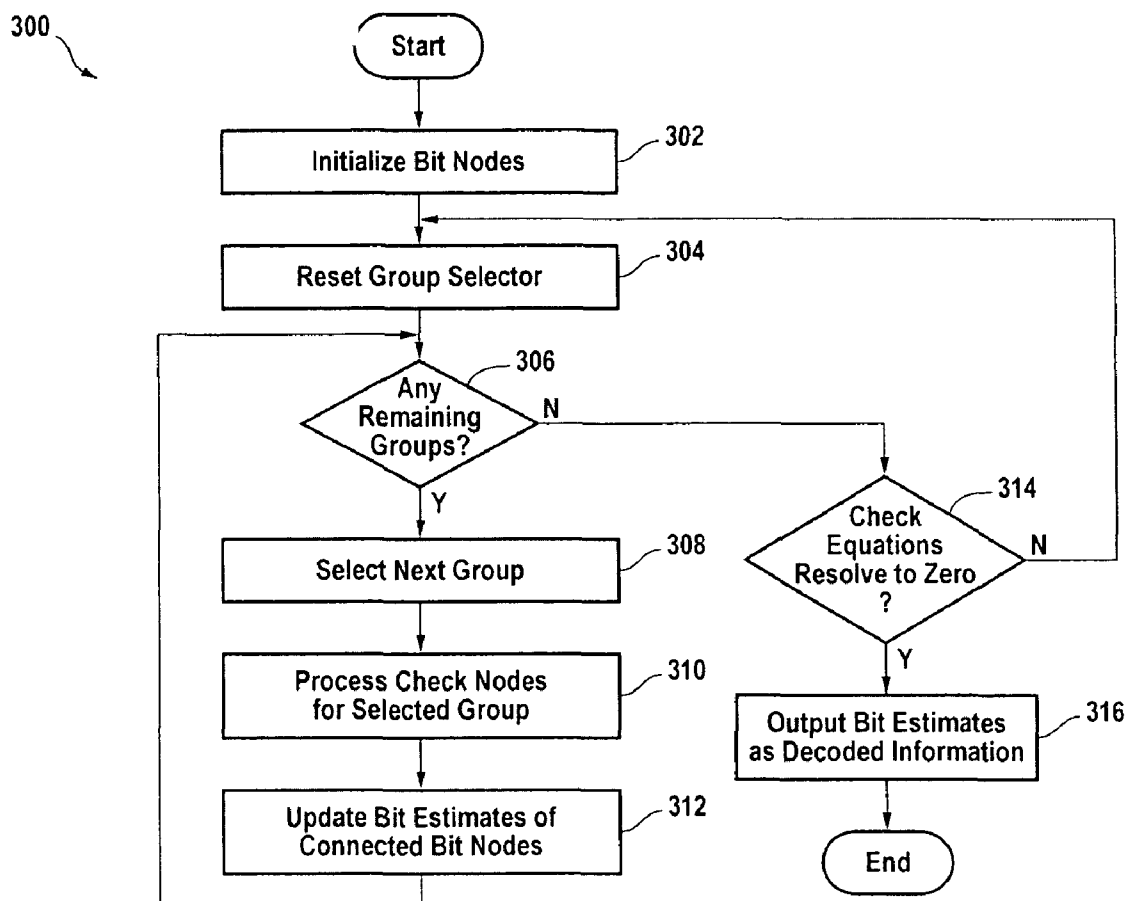 300
Start
Initialize Bit Nodes
302
Reset Group Selector
304
Any
Remaining
Groups?
306
N
Y
Select Next Group
308
Process Check Nodes
for Selected Group
310
Update Bit Estimates of
Connected Bit Nodes
312
Check
Equations
Resolve to Zero
?
314
N
Y
Output Bit Estimates
as Decoded Information
316
End